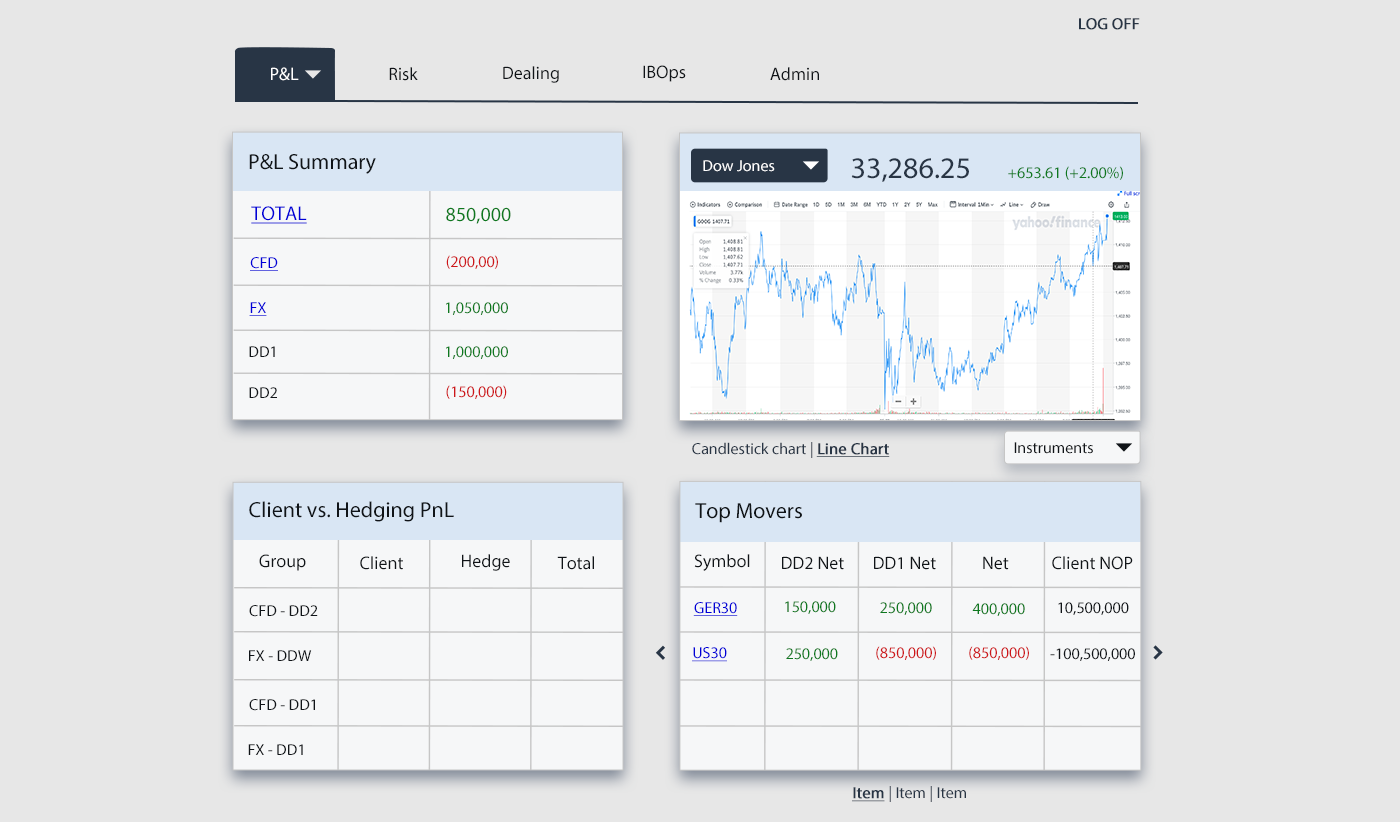 LOG OFF
P&L Risk Dealing IBOps Admin
P&L Summary
TOTAL 850,000
CFD (200,00)
FX 1,050,000
DD1 1,000,000
DD2 (150,000)
Dow Jones 33,286.25 +653.61 (+2.00%)
Full scr
Indicators Comparison Date Range 1D 5D 1M 3M 6M YTD 1Y 2Y 5Y Max Interval 1Min Line Draw
GOOG 1407.71
yahoo!finance
Open 1,408.81
High 1,408.81
Low 1,407.62
Close 1,407.71
Volume 3.77k
% Change 0.33%
Candlestick chart | Line Chart
Instruments
Client vs. Hedging PnL
Group Client Hedge Total
CFD - DD2
FX - DDW
CFD - DD1
FX - DD1
Top Movers
Symbol DD2 Net DD1 Net Net Client NOP
GER30 150,000 250,000 400,000 10,500,000
US30 250,000 (850,000) (850,000) -100,500,000
Item | Item | Item